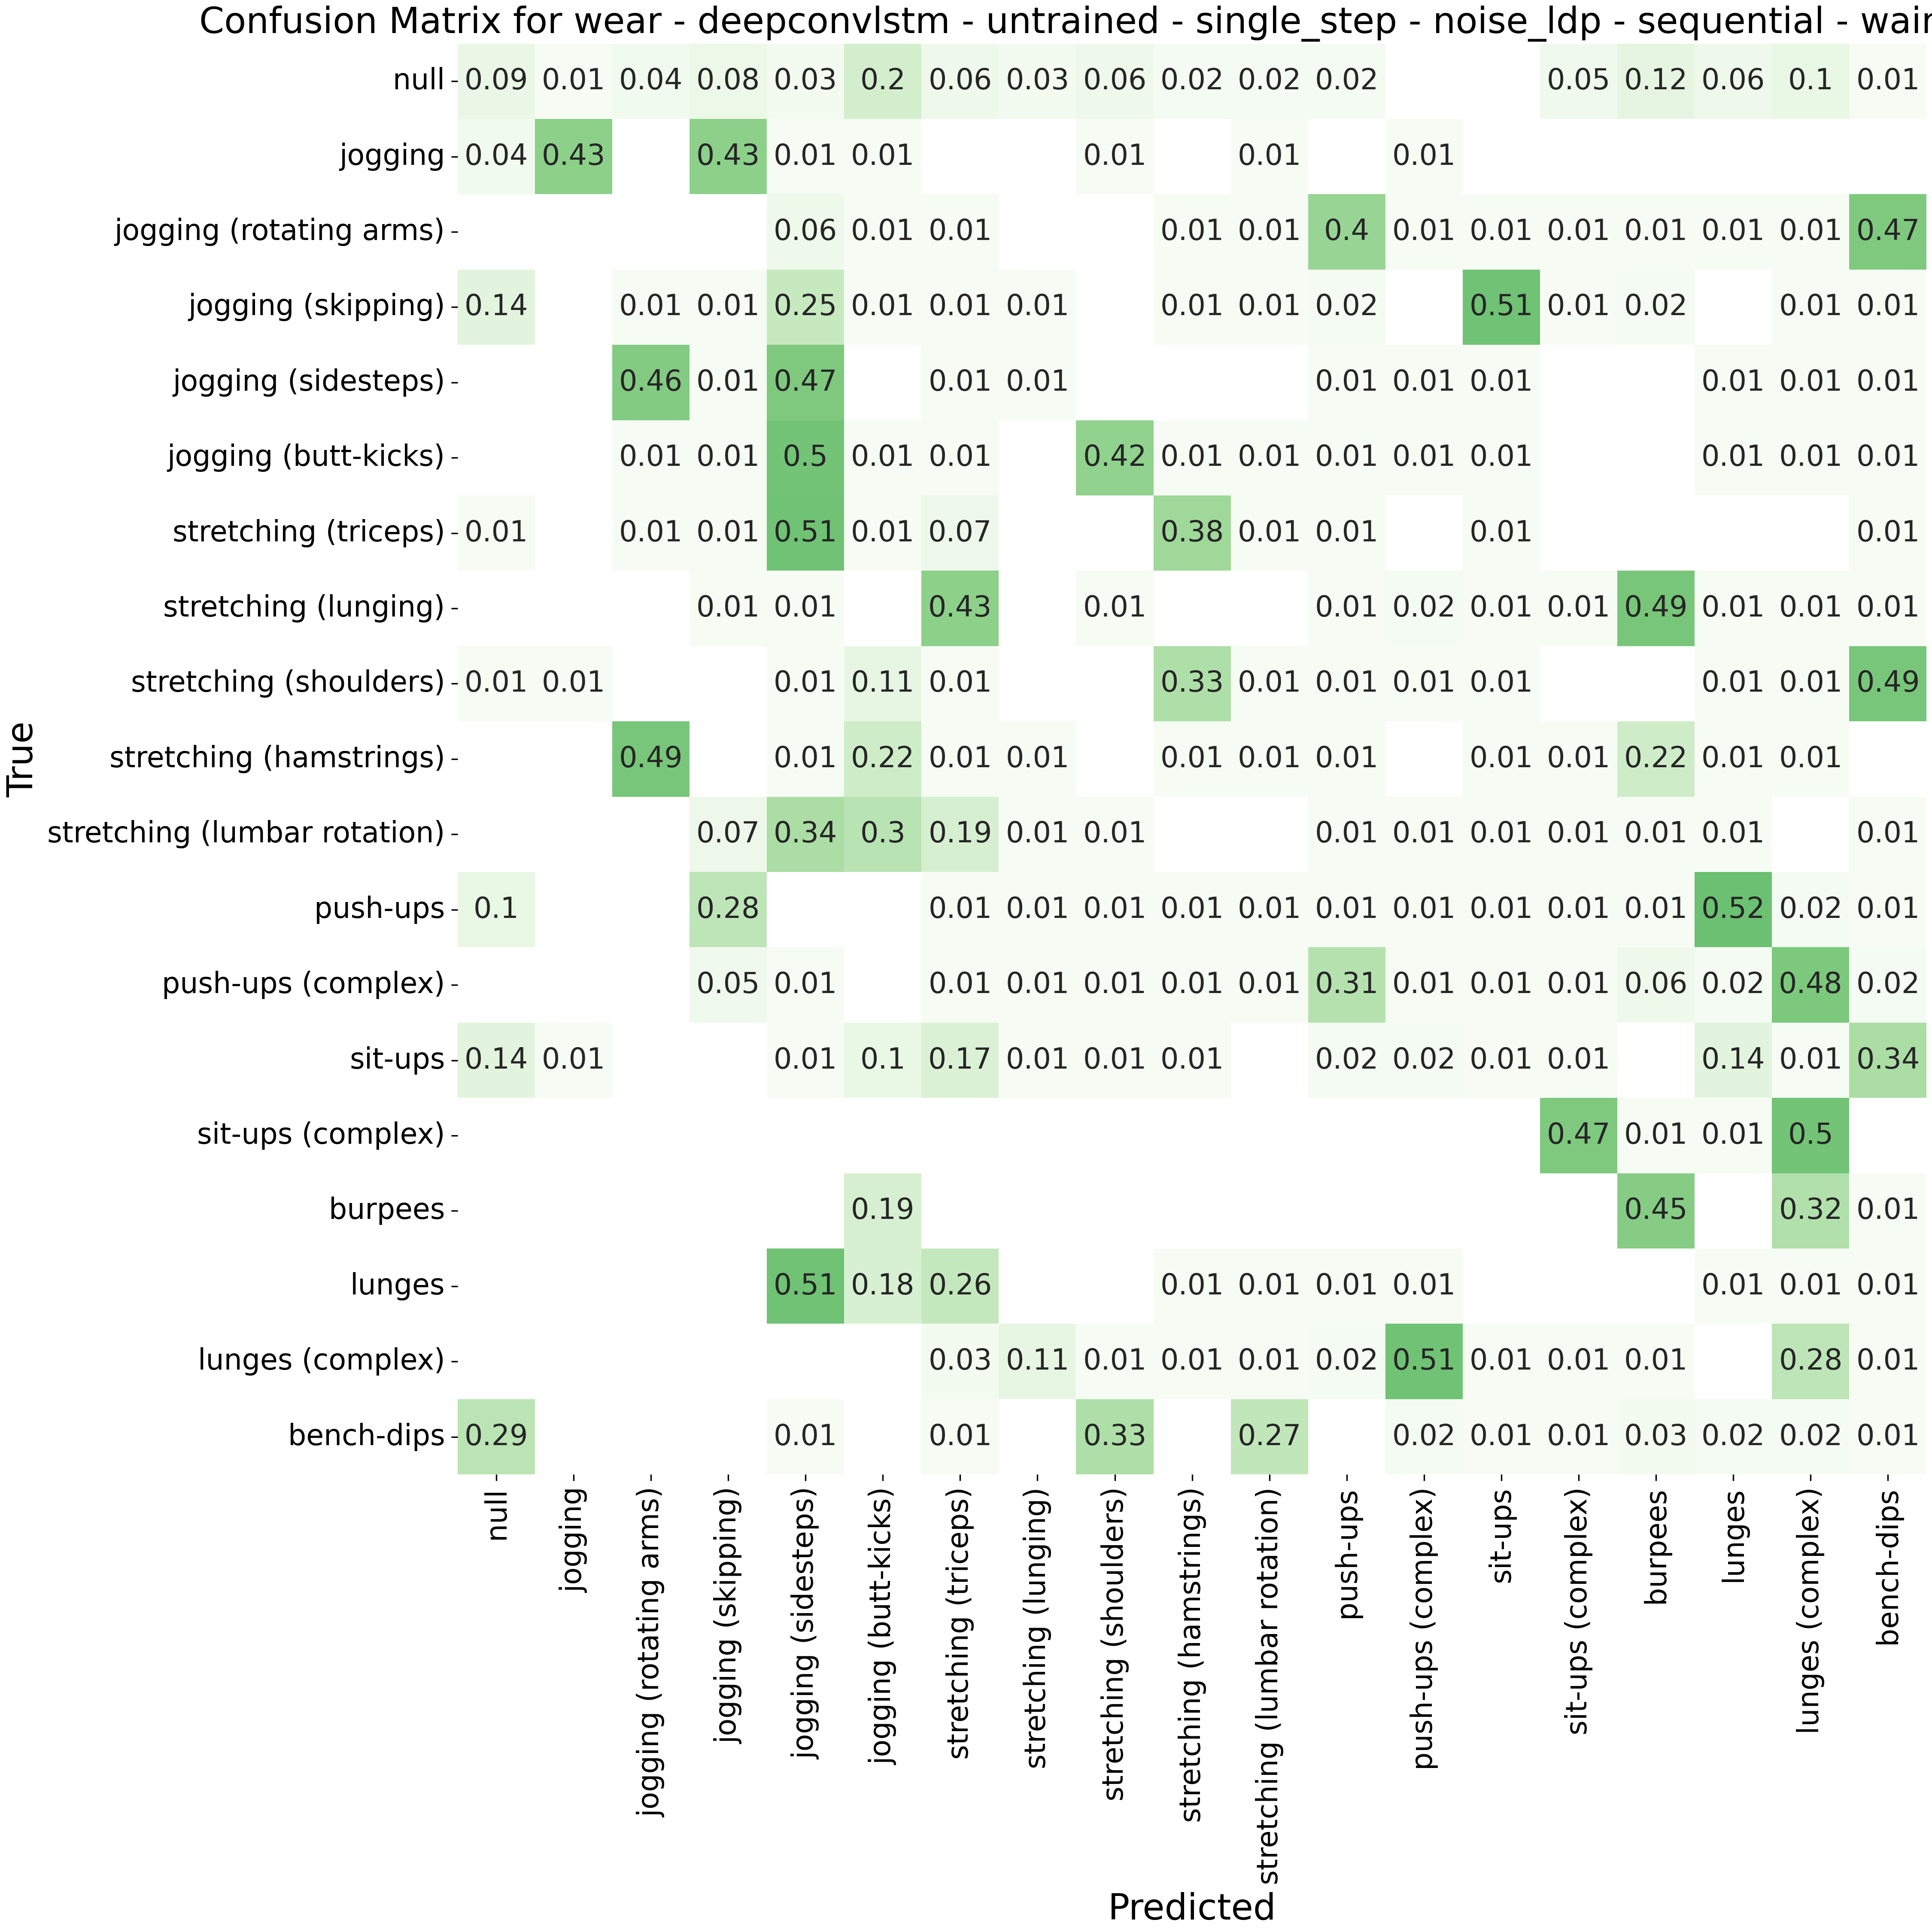 Confusion Matrix for wear - deepconvlstm - untrained - single_step - noise_ldp - sequential -
null 0.09 0.01 0.04 0.08 0.03 0.2 0.06 0.03 0.06 0.02 0.02 0.02 0.05 0.12 0.06 0.1 0.01
jogging 0.04 0.43 0.43 0.01 0.01 0.01 0.01 0.01
jogging (rotating arms) 0.06 0.01 0.01 0.01 0.01 0.4 0.01 0.01 0.01 0.01 0.01 0.01 0.47
jogging (skipping) 0.14 0.01 0.01 0.25 0.01 0.01 0.01 0.01 0.01 0.02 0.51 0.01 0.02 0.01 0.01
jogging (sidesteps) 0.46 0.01 0.47 0.01 0.01 0.01 0.01 0.01 0.01 0.01 0.01
jogging (butt-kicks) 0.01 0.01 0.5 0.01 0.01 0.42 0.01 0.01 0.01 0.01 0.01 0.01 0.01 0.01
stretching (triceps) 0.01 0.01 0.01 0.51 0.01 0.07 0.38 0.01 0.01 0.01 0.01
stretching (lunging) 0.01 0.01 0.43 0.01 0.01 0.02 0.01 0.01 0.49 0.01 0.01 0.01
stretching (shoulders) 0.01 0.01 0.01 0.11 0.01 0.33 0.01 0.01 0.01 0.01 0.01 0.01 0.49
stretching (hamstrings) 0.49 0.01 0.22 0.01 0.01 0.01 0.01 0.01 0.01 0.01 0.22 0.01 0.01
stretching (lumbar rotation) 0.07 0.34 0.3 0.19 0.01 0.01 0.01 0.01 0.01 0.01 0.01 0.01 0.01
push-ups 0.1 0.28 0.01 0.01 0.01 0.01 0.01 0.01 0.01 0.01 0.01 0.01 0.52 0.02 0.01
push-ups (complex) 0.05 0.01 0.01 0.01 0.01 0.01 0.01 0.31 0.01 0.01 0.01 0.06 0.02 0.48 0.02
sit-ups 0.14 0.01 0.01 0.1 0.17 0.01 0.01 0.01 0.02 0.02 0.01 0.01 0.14 0.01 0.34
sit-ups (complex) 0.47 0.01 0.01 0.5
burpees 0.19 0.45 0.32 0.01
lunges 0.51 0.18 0.26 0.01 0.01 0.01 0.01 0.01 0.01 0.01
lunges (complex) 0.03 0.11 0.01 0.01 0.01 0.02 0.51 0.01 0.01 0.01 0.28 0.01
bench-dips 0.29 0.01 0.01 0.33 0.27 0.02 0.01 0.01 0.03 0.02 0.02 0.01
True
null
jogging
jogging (rotating arms)
jogging (skipping)
jogging (sidesteps)
jogging (butt-kicks)
stretching (triceps)
stretching (lunging)
stretching (shoulders)
stretching (hamstrings)
stretching (lumbar rotation)
push-ups
push-ups (complex)
sit-ups
sit-ups (complex)
burpees
lunges
lunges (complex)
bench-dips
Predicted